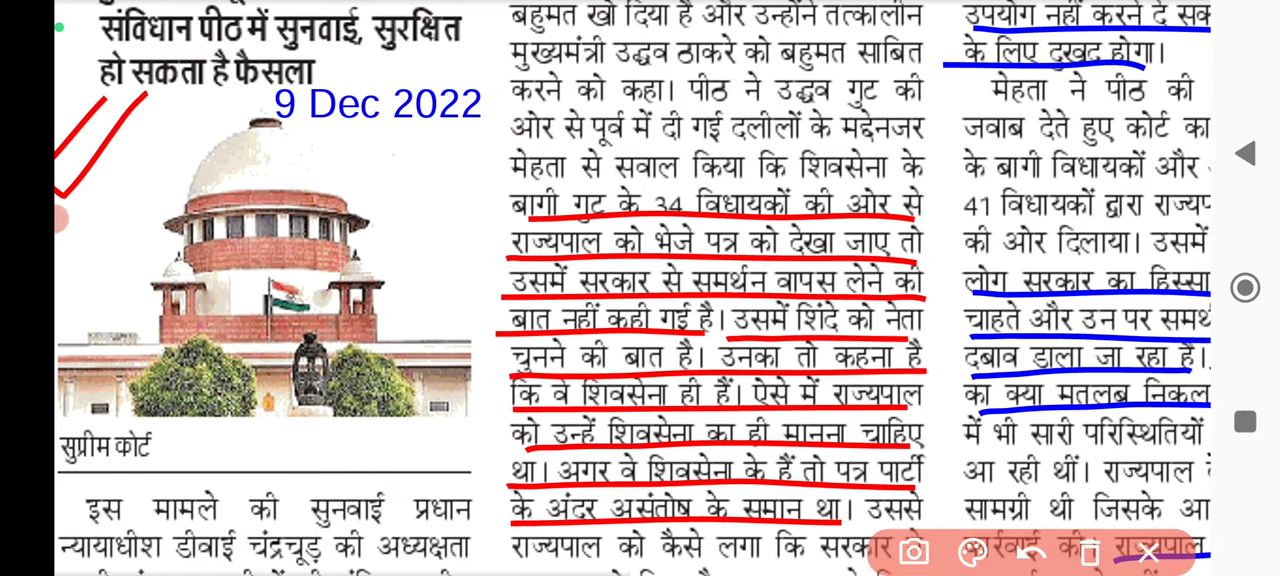 संविधान पीठ में सुनवाई, सुरक्षित
हो सकता है फैसला
9 Dec 2022
सुप्रीम कोर्ट
इस मामले की सुनवाई प्रधान
न्यायाधीश डीवाई चंद्रचूड़ की अध्यक्षता
बहुमत खो दिया है और उन्होंने तत्कालीन
मुख्यमंत्री उद्धव ठाकरे को बहुमत साबित
करने को कहा। पीठ ने उद्धव गुट की
ओर से पूर्व में दी गई दलीलों के मद्देनजर
मेहता से सवाल किया कि शिवसेना के
बागी गुट के 34 विधायकों की ओर से
राज्यपाल को भेजे पत्र को देखा जाए तो
उसमें सरकार से समर्थन वापस लेने की
बात नहीं कही गई है। उसमें शिंदे को नेता
चुनने की बात है। उनका तो कहना है
कि वे शिवसेना ही हैं। ऐसे में राज्यपाल
को उन्हें शिवसेना का ही मानना चाहिए
था। अगर वे शिवसेना के हैं तो पत्र पार्टी
के अंदर असंतोष के समान था। उससे
राज्यपाल को कैसे लगा कि सरकार
उपयोग नहीं करने दे सक
के लिए दुखद होगा।
मेहता ने पीठ की
जवाब देते हुए कोर्ट का
के बागी विधायकों और
41 विधायकों द्वारा राज्यप
की ओर दिलाया। उसमें
लोग सरकार का हिस्सा
चाहते और उन पर समर्थ
दबाव डाला जा रहा है।
का क्या मतलब निकल
में भी सारी परिस्थितियों
आ रही थीं। राज्यपाल
सामग्री थी जिसके आ
कार्रवाई की। राज्यपाल